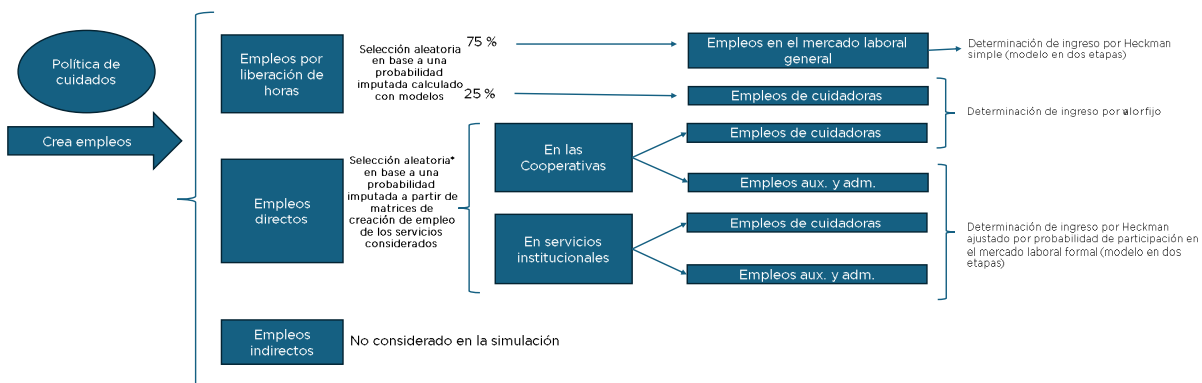 Política de
cuidados
Crea empleos
Empleos por
liberación de
horas
Selección aleatoria
en base a una
probabilidad
imputada calculado
con modelos
75 %
25 %
Empleos en el mercado laboral
general
Determinación de ingreso por Heckman
simple (modelo en dos etapas)
Empleos de cuidadoras
Determinación de ingreso por valor fijo
Empleos
directos
Selección aleatoria*
en base a una
probabilidad
imputada a partir de
matrices de
creación de empleo
de los servicios
considerados
En las
Cooperativas
Empleos de cuidadoras
Empleos aux. y adm.
En servicios
institucionales
Empleos de cuidadoras
Empleos aux. y adm.
Determinación de ingreso por Heckman
ajustado por probabilidad de participación en
el mercado laboral formal (modelo en dos
etapas)
Empleos
indirectos
No considerado en la simulación